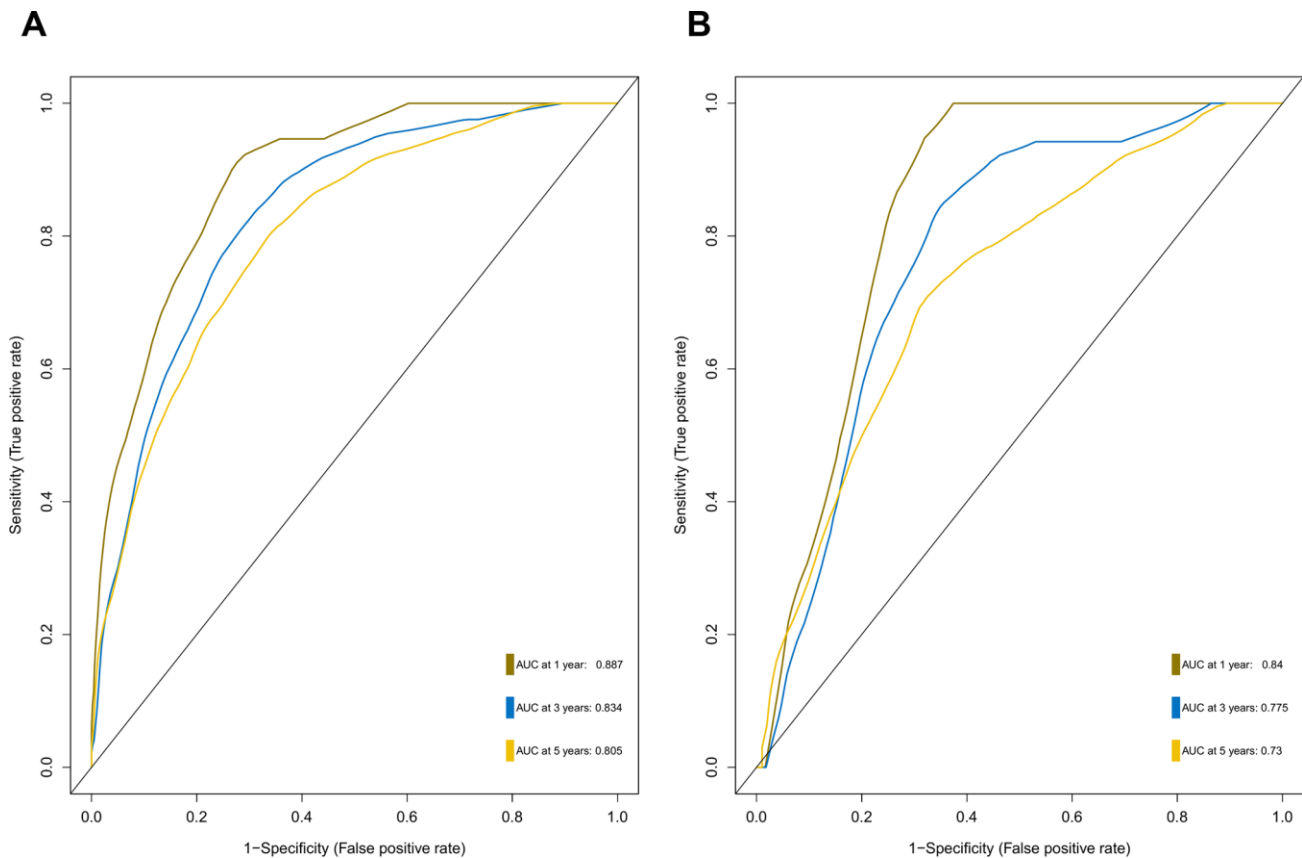 A
Sensitivity (True positive rate)
1.0
0.8
0.6
0.4
0.2
0.0
AUC at 1 year: 0.887
AUC at 3 years: 0.834
AUC at 5 years: 0.805
0.0 0.2 0.4 0.6 0.8 1.0
1−Specificity (False positive rate)
B
Sensitivity (True positive rate)
1.0
0.8
0.6
0.4
0.2
0.0
AUC at 1 year: 0.84
AUC at 3 years: 0.775
AUC at 5 years: 0.73
0.0 0.2 0.4 0.6 0.8 1.0
1−Specificity (False positive rate)